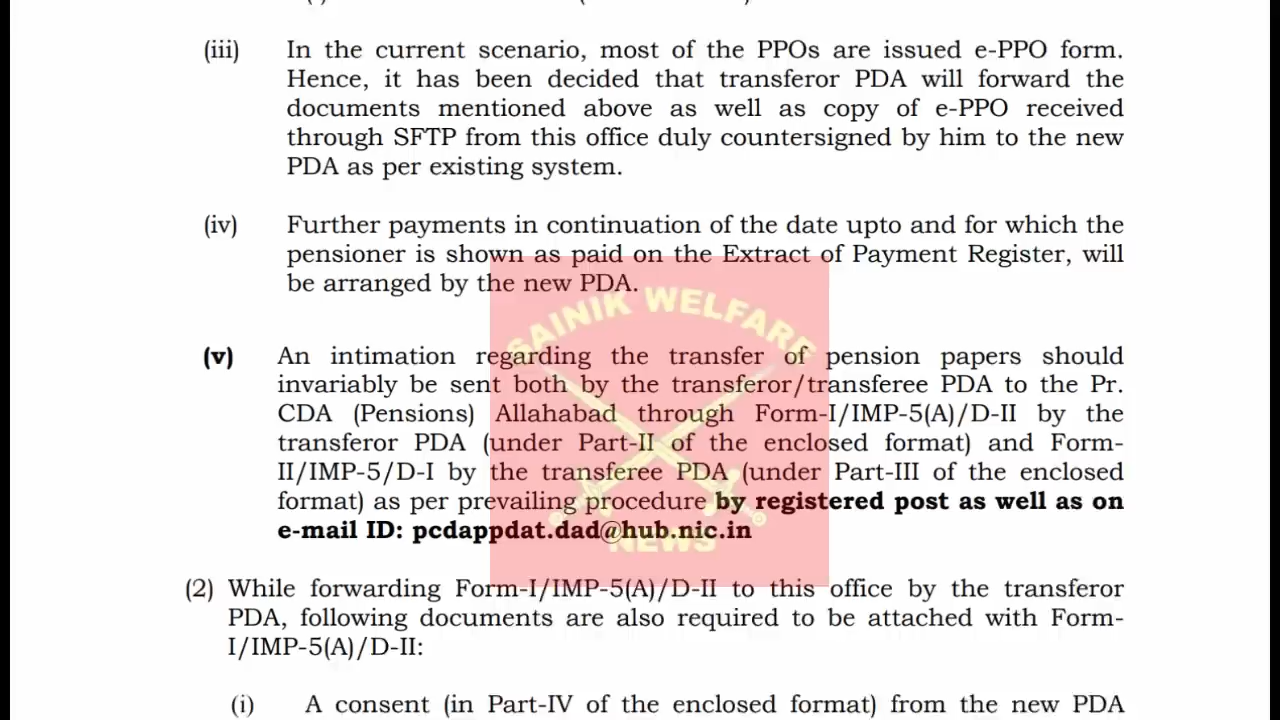 (iii) In the current scenario, most of the PPOs are issued e-PPO form.
Hence, it has been decided that transferor PDA will forward the
documents mentioned above as well as copy of e-PPO received
through SFTP from this office duly countersigned by him to the new
PDA as per existing system.
(iv) Further payments in continuation of the date upto and for which the
pensioner is shown as paid on the Extract of Payment Register, will
be arranged by the new PDA.
(v) An intimation regarding the transfer of pension papers should
invariably be sent both by the transferor/transferee PDA to the Pr.
CDA (Pensions) Allahabad through Form-I/IMP-5(A)/D-II by the
transferor PDA (under Part-II of the enclosed format) and Form-
II/IMP-5/D-I by the transferee PDA (under Part-III of the enclosed
format) as per prevailing procedure by registered post as well as on
e-mail ID: pcdappdat.dad@hub.nic.in
(2) While forwarding Form-I/IMP-5(A)/D-II to this office by the transferor
PDA, following documents are also required to be attached with Form-
I/IMP-5(A)/D-II:
(i) A consent (in Part-IV of the enclosed format) from the new PDA
SAINIK WELFARE
NEWS